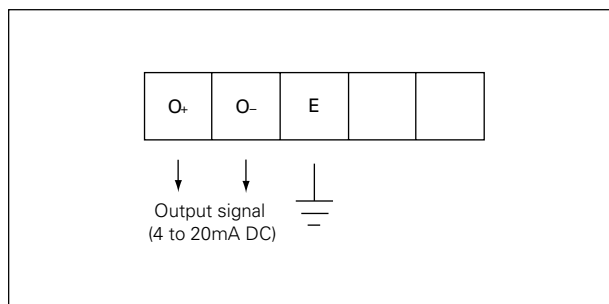 O+ O– E
Output signal
(4 to 20mA DC)